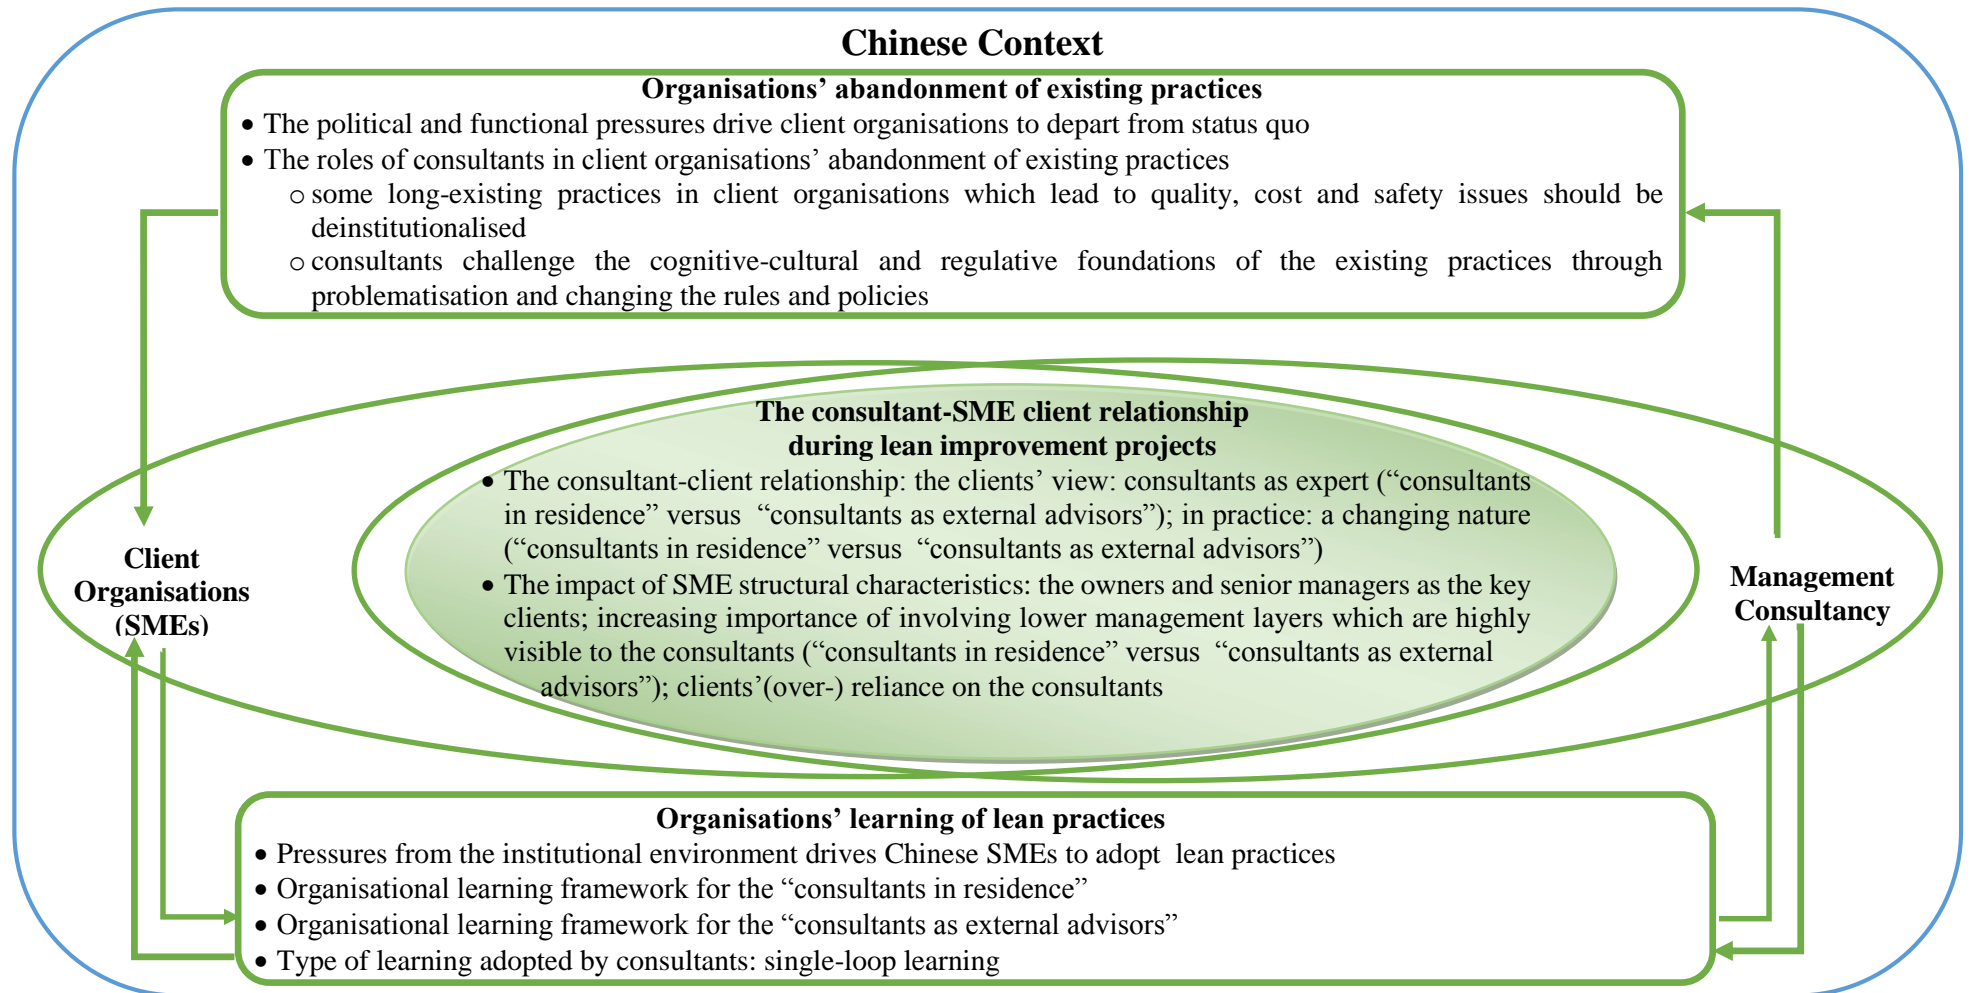 Chinese Context
Organisations’ abandonment of existing practices
• The political and functional pressures drive client organisations to depart from status quo
• The roles of consultants in client organisations’ abandonment of existing practices
o some long-existing practices in client organisations which lead to quality, cost and safety issues should be
deinstitutionalised
o consultants challenge the cognitive-cultural and regulative foundations of the existing practices through
problematisation and changing the rules and policies
The consultant-SME client relationship
during lean improvement projects
• The consultant-client relationship: the clients’ view: consultants as expert (“consultants
in residence” versus “consultants as external advisors”); in practice: a changing nature
(“consultants in residence” versus “consultants as external advisors”)
• The impact of SME structural characteristics: the owners and senior managers as the key
clients; increasing importance of involving lower management layers which are highly
visible to the consultants (“consultants in residence” versus “consultants as external
advisors”); clients’(over-) reliance on the consultants
Client
Organisations
(SMEs)
Management
Consultancy
Organisations’ learning of lean practices
• Pressures from the institutional environment drives Chinese SMEs to adopt lean practices
• Organisational learning framework for the “consultants in residence”
• Organisational learning framework for the “consultants as external advisors”
• Type of learning adopted by consultants: single-loop learning